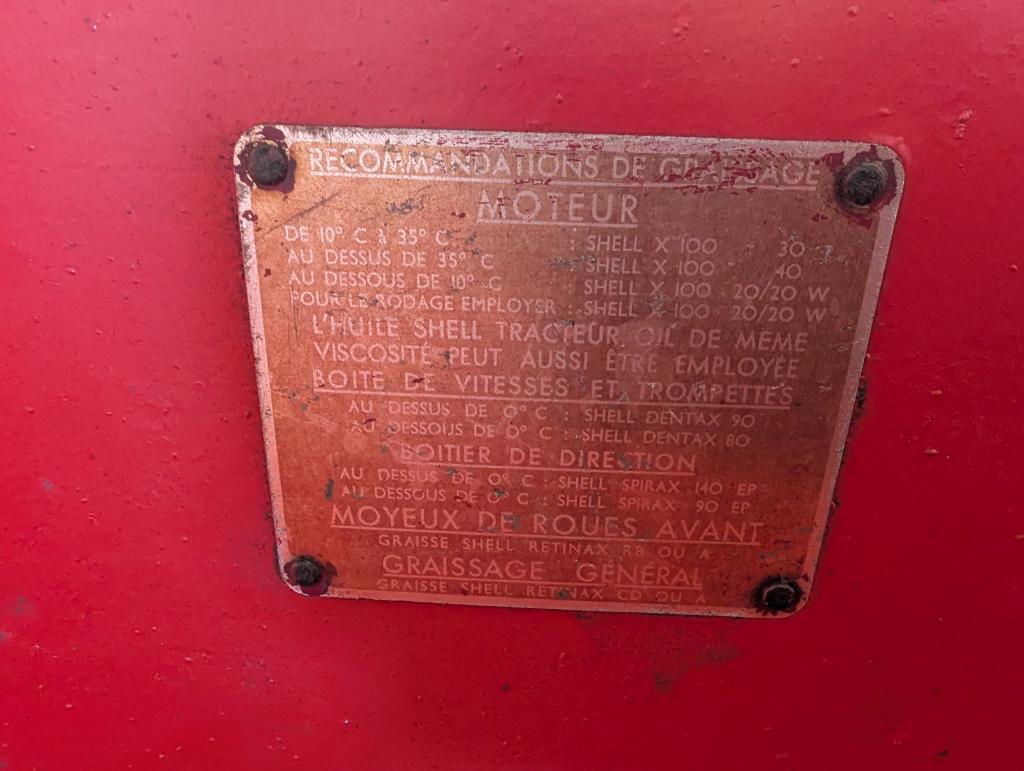 RECOMMANDATIONS DE GRAISSAGE
MOTEUR
DE 10° C à 35° C : SHELL X 100 30
AU DESSUS DE 35° C : SHELL X 100 40
AU DESSOUS DE 10° C : SHELL X 100 20/20 W
POUR LE RODAGE EMPLOYER : SHELL X 100 20/20 W
L'HUILE SHELL TRACTEUR OIL DE MÊME
VISCOSITÉ PEUT AUSSI ÊTRE EMPLOYÉE
BOITE DE VITESSES ET TROMPETTES
AU DESSUS DE 0° C : SHELL DENTAX 90
AU DESSOUS DE 0° C : SHELL DENTAX 80
BOITIER DE DIRECTION
AU DESSUS DE 0° C : SHELL SPIRAX 140 EP
AU DESSOUS DE 0° C : SHELL SPIRAX 90 EP
MOYEUX DE ROUES AVANT
GRAISSE SHELL RETINAX RB OU A
GRAISSAGE GÉNÉRAL
GRAISSE SHELL RETINAX CD OU A